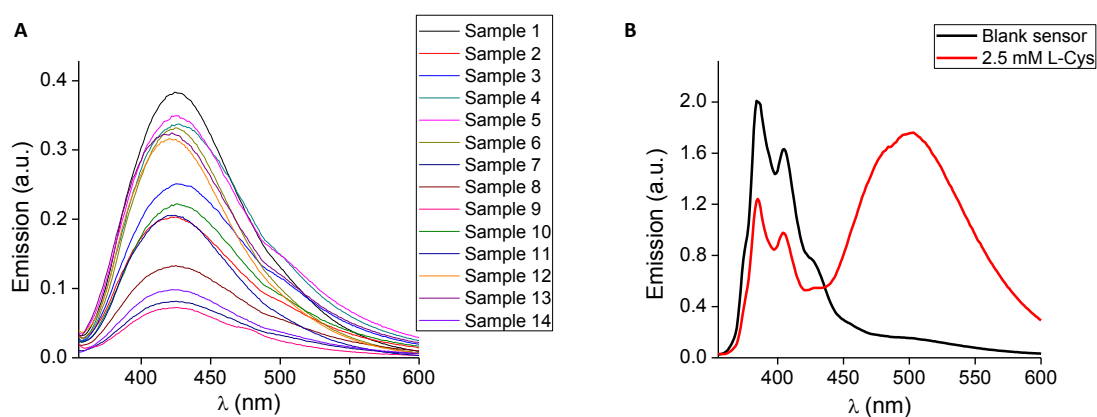 A
Sample 1
Sample 2
Sample 3
Sample 4
Sample 5
Sample 6
Sample 7
Sample 8
Sample 9
Sample 10
Sample 11
Sample 12
Sample 13
Sample 14
0.4
0.3
0.2
0.1
0.0
Emission (a.u.)
400 450 500 550 600
λ (nm)
B
Blank sensor
2.5 mM L-Cys
2.0
1.6
1.2
0.8
0.4
0.0
Emission (a.u.)
400 450 500 550 600
λ (nm)